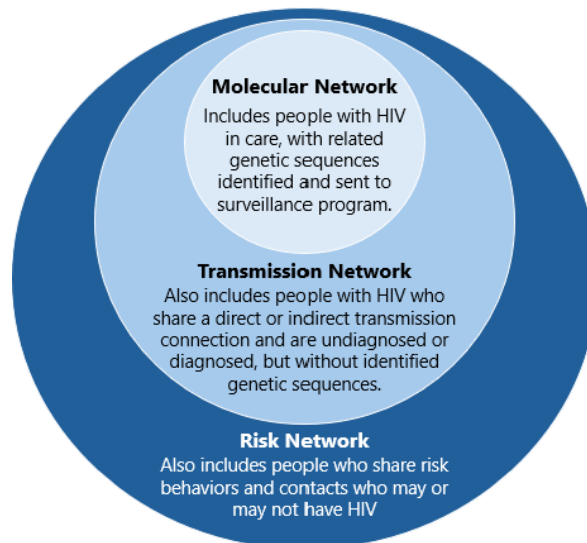 Molecular Network
Includes people with HIV
in care, with related
genetic sequences
identified and sent to
surveillance program.
Transmission Network
Also includes people with HIV who
share a direct or indirect transmission
connection and are undiagnosed or
diagnosed, but without identified
genetic sequences.
Risk Network
Also includes people who share risk
behaviors and contacts who may or
may not have HIV